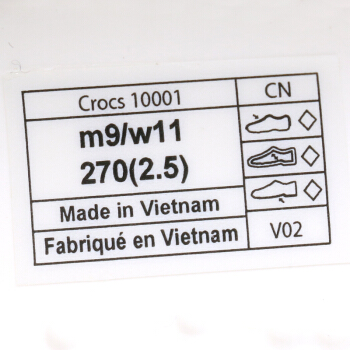 Crocs 10001
CN
m9/w11
270(2.5)
Made in Vietnam
Fabriqué en Vietnam
V02